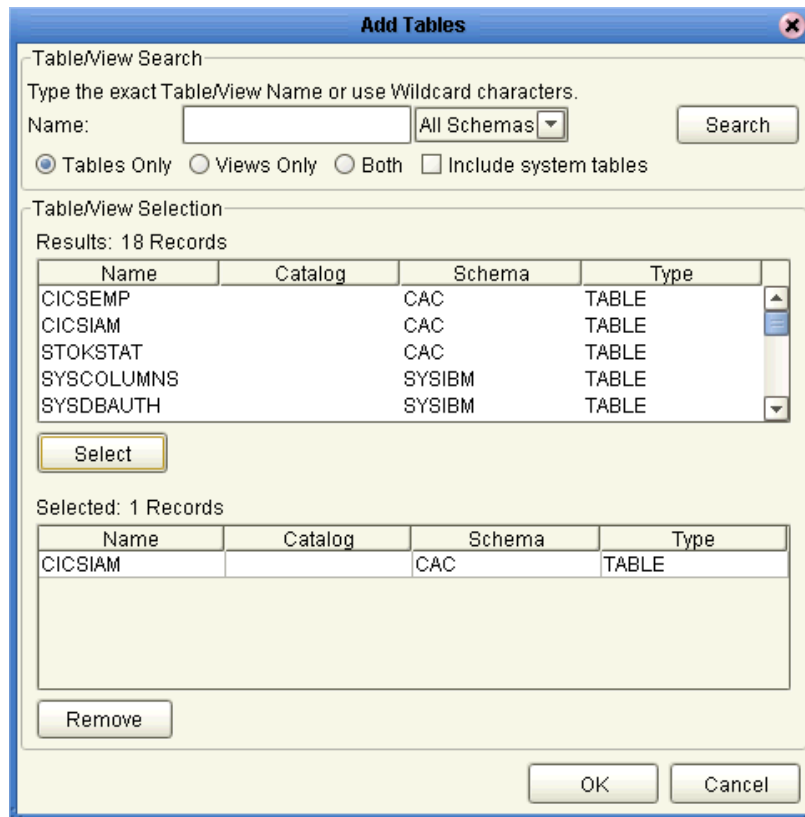 Add Tables
Table/View Search
Type the exact Table/View Name or use Wildcard characters.
Name: All Schemas Search
Tables Only Views Only Both Include system tables
Table/View Selection
Results: 18 Records
Name Catalog Schema Type
CICSEMP CAC TABLE
CICSIAM CAC TABLE
STOKSTAT CAC TABLE
SYSCOLUMNS SYSIBM TABLE
SYSDBAUTH SYSIBM TABLE
Select
Selected: 1 Records
Name Catalog Schema Type
CICSIAM CAC TABLE
Remove
OK Cancel